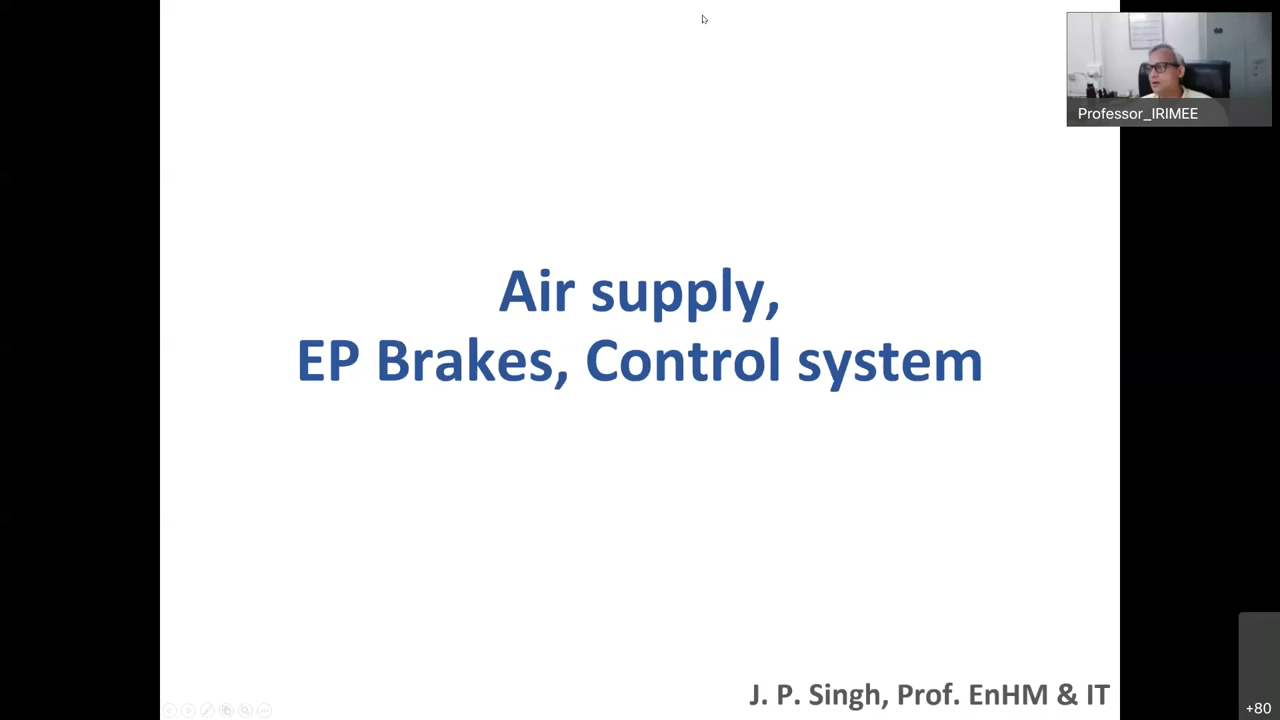 Professor_IRIMEE
Air supply,
EP Brakes, Control system
J. P. Singh, Prof. EnHM & IT
+80